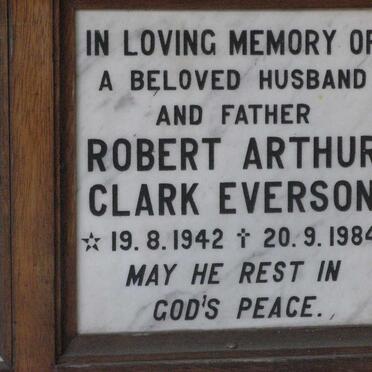 IN LOVING MEMORY OF
A BELOVED HUSBAND
AND FATHER
ROBERT ARTHUR
CLARK EVERSON
☆ 19.8.1942 ✝ 20.9.1984
MAY HE REST IN
GOD'S PEACE.